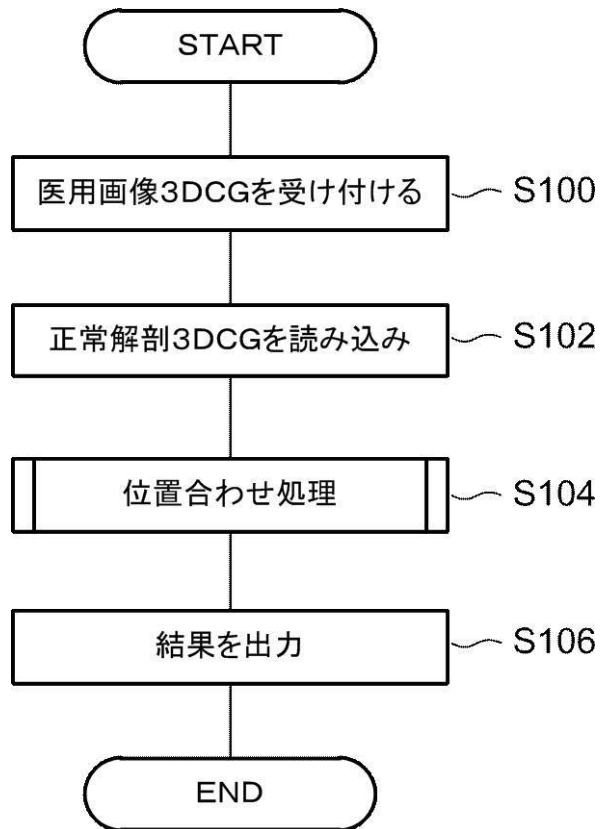 START
医用画像3DCGを受け付ける S100
正常解剖3DCGを読み込み S102
位置合わせ処理 S104
結果を出力 S106
END